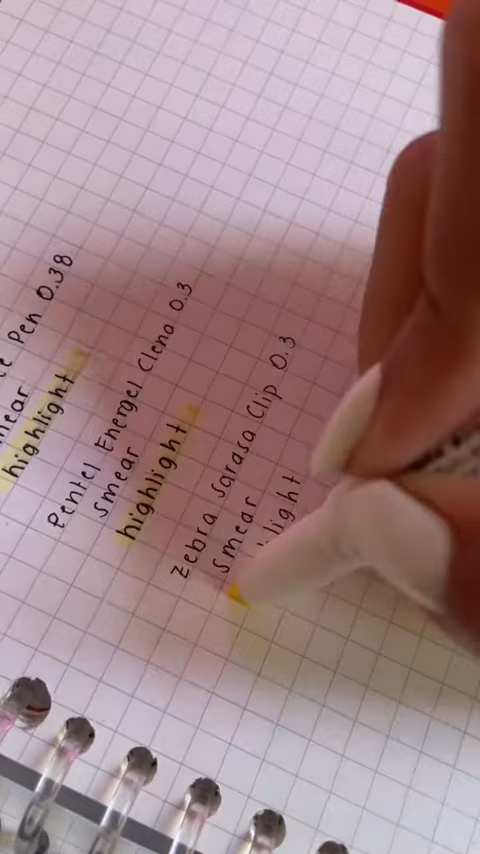 Pen 0.38
highlight
Pentel Energel Clena 0.3
smear
highlight
Zebra Sarasa Clip 0.3
smear